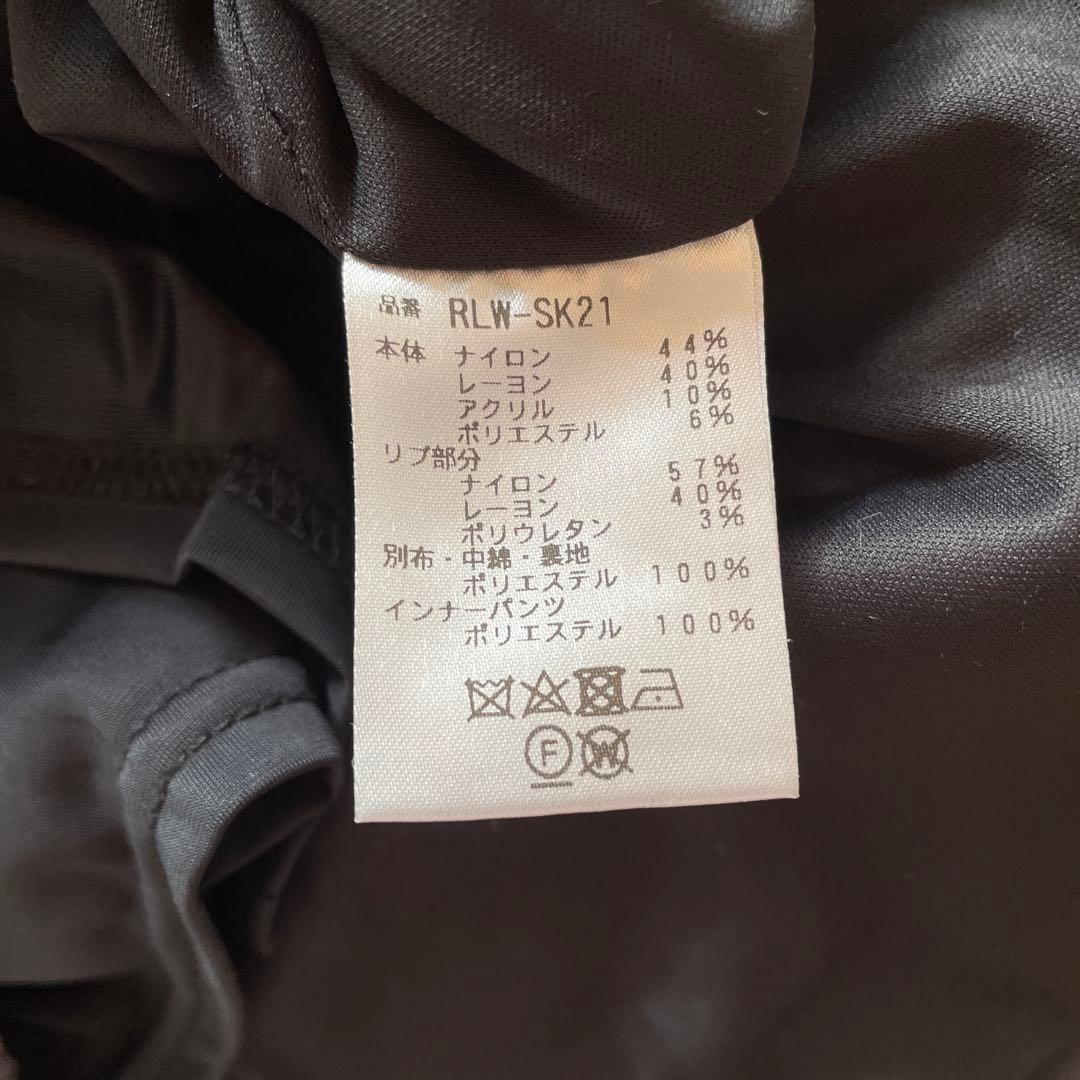 品番 RLW-SK21
本体 ナイロン 44%
レーヨン 40%
アクリル 10%
ポリエステル 6%
リブ部分
ナイロン 57%
レーヨン 40%
ポリウレタン 3%
別布・中綿・裏地
ポリエステル 100%
インナーパンツ
ポリエステル 100%
F W